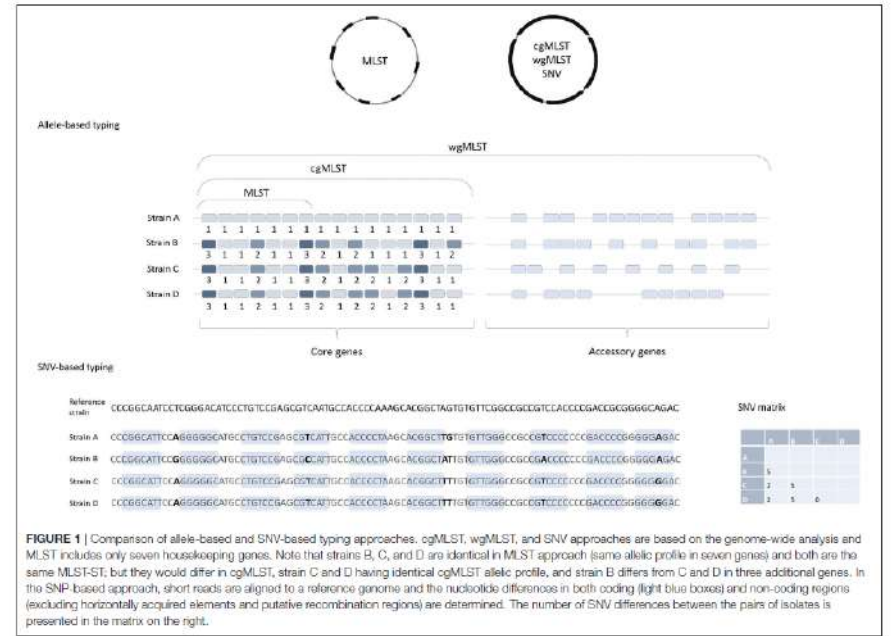 MLST
cgMLST
wgMLST
SNV
Allele-based typing
wgMLST
cgMLST
MLST
Strain A
1 1 1 1 1 1 1 1 1 1 1 1 1 1 1 1
Strain B
3 1 1 2 1 1 3 2 1 2 1 1 1 3 1 2
Strain C
3 1 1 2 1 1 3 2 1 2 2 1 2 3 1 1
Strain D
3 1 1 2 1 1 3 2 1 2 2 1 2 3 1 1
Core genes
Accessory genes
SNV-based typing
Reference
strain
SNV matrix
Strain A
Strain B
Strain C
Strain D
A B C D
A
B 5
C 2 5
D 2 5 0
FIGURE 1 | Comparison of allele-based and SNV-based typing approaches. cgMLST, wgMLST, and SNV approaches are based on the genome-wide analysis and
MLST includes only seven housekeeping genes. Note that strains B, C, and D are identical in MLST approach (same allelic profile in seven genes) and both are the
same MLST-ST; but they would differ in cgMLST, strain C and D having identical cgMLST allelic profile, and strain B differs from C and D in three additional genes. In
the SNP-based approach, short reads are aligned to a reference genome and the nucleotide differences in both coding (light blue boxes) and non-coding regions
(excluding horizontally acquired elements and putative recombination regions) are determined. The number of SNV differences between the pairs of isolates is
presented in the matrix on the right.